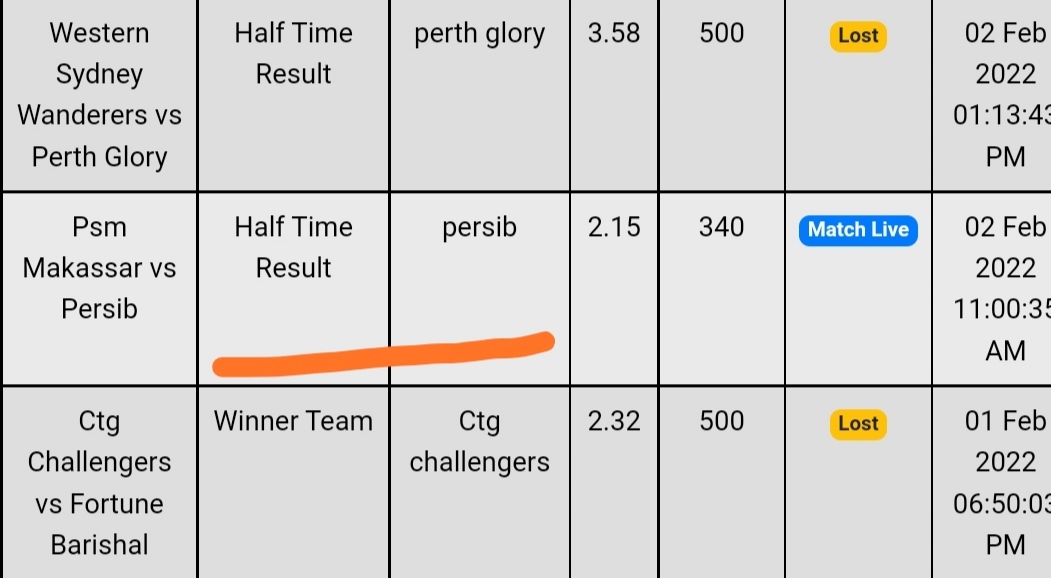 Western
Sydney
Wanderers vs
Perth Glory
Half Time
Result
perth glory
3.58
500
Lost
02 Feb
2022
01:13:43
PM
Psm
Makassar vs
Persib
Half Time
Result
persib
2.15
340
Match Live
02 Feb
2022
11:00:35
AM
Ctg
Challengers
vs Fortune
Barishal
Winner Team
Ctg
challengers
2.32
500
Lost
01 Feb
2022
06:50:03
PM